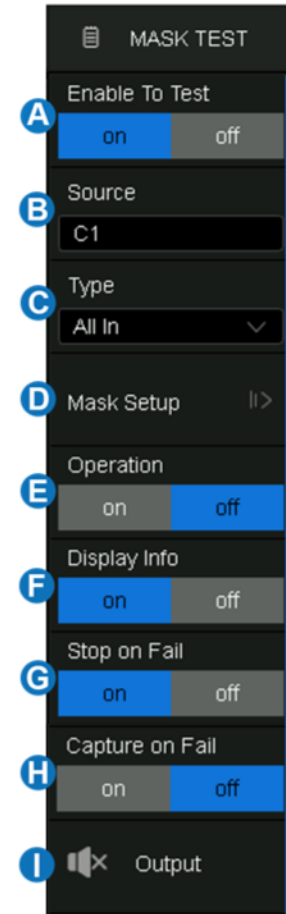 MASK TEST
Enable To Test
A
on off
Source
B
C1
Type
C
All In
D Mask Setup
Operation
E
on off
Display Info
F
on off
Stop on Fail
G
on off
Capture on Fail
H
on off
I Output